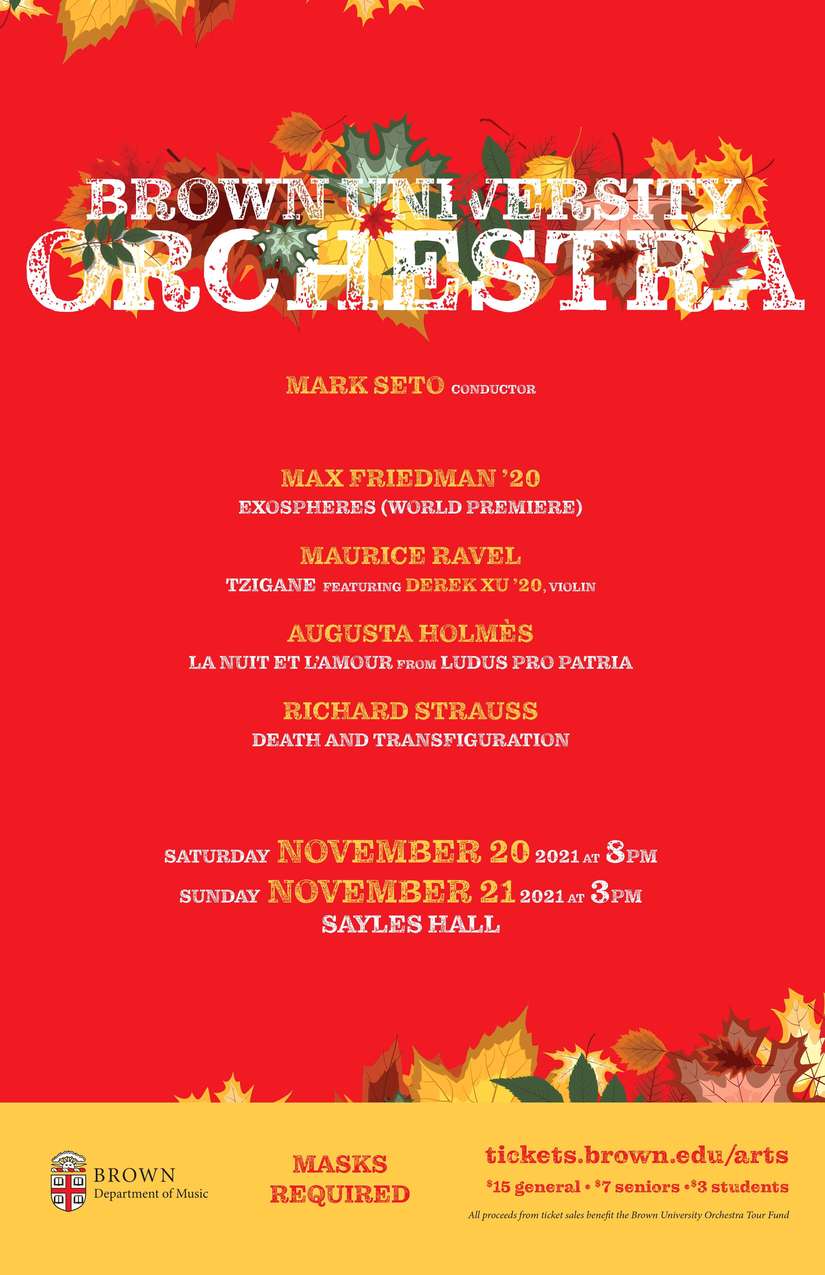 BROWN UNIVERSITY
ORCHESTRA
MARK SETO CONDUCTOR
MAX FRIEDMAN ’20
EXOSPHERES (WORLD PREMIERE)
MAURICE RAVEL
TZIGANE FEATURING DEREK XU ’20, VIOLIN
AUGUSTA HOLMÈS
LA NUIT ET L’AMOUR FROM LUDUS PRO PATRIA
RICHARD STRAUSS
DEATH AND TRANSFIGURATION
SATURDAY NOVEMBER 20 2021 AT 8PM
SUNDAY NOVEMBER 21 2021 AT 3PM
SAYLES HALL
BROWN
Department of Music
MASKS
REQUIRED
tickets.brown.edu/arts
$15 general • $7 seniors •$3 students
All proceeds from ticket sales benefit the Brown University Orchestra Tour Fund